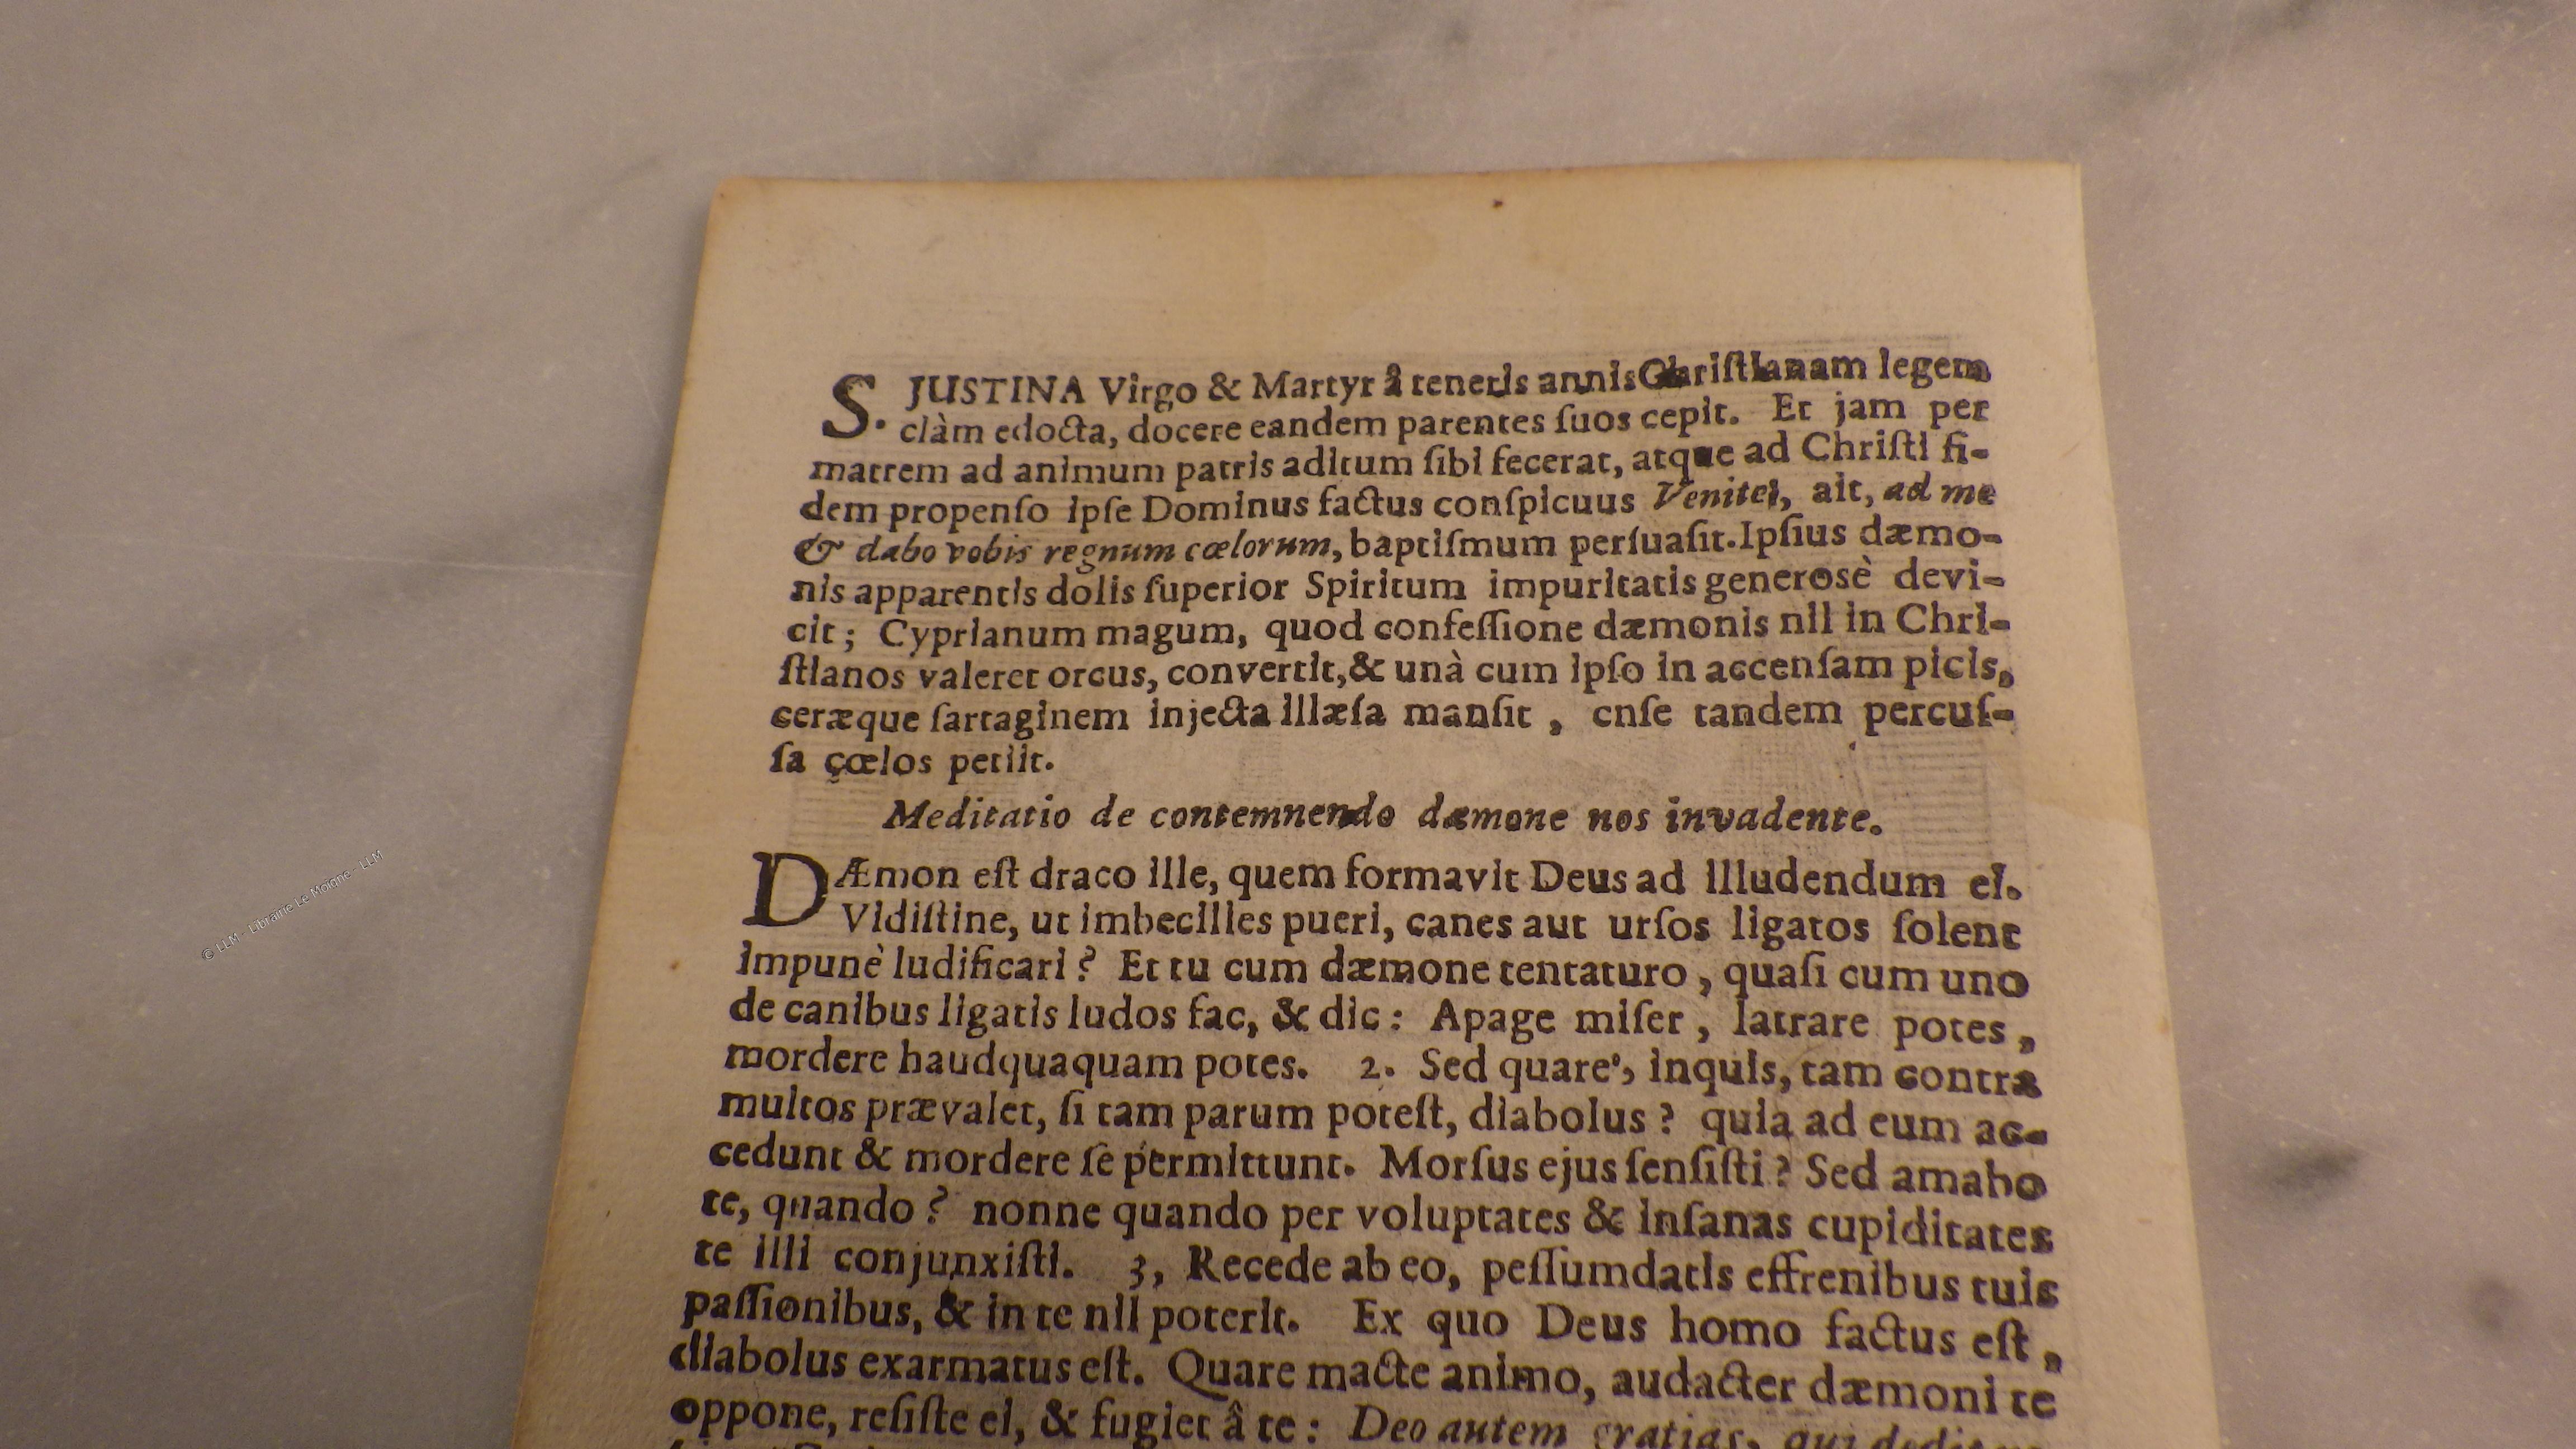 S. JUSTINA Virgo & Martyr â teneris annis Chriſtianam legem
clàm edocta, docere eandem parentes ſuos cepit. Et jam per
matrem ad animum patris aditum ſibi fecerat, atque ad Chriſti fi-
dem propenſo ipſe Dominus factus conſpicuus Venite, ait, ad me
& dabo vobis regnum cœlorum, baptiſmum perſuaſit. Ipſius dæmo-
nis apparentis dolis ſuperior Spiritum impuritatis generosè devi-
cit; Cyprianum magum, quod confeſſione dæmonis nil in Chri-
ſtianos valeret orcus, convertit, & unà cum ipſo in accenſam picis,
ceræque ſartaginem injecta illæſa manſit, enſe tandem percuſ-
ſa çœlos petiit.
Meditatio de contemnendo dæmone nos invadente.
DÆmon eſt draco ille, quem formavit Deus ad illudendum ei.
Vidiſtine, ut imbecilles pueri, canes aut urſos ligatos ſolent
impunè ludificari? Et tu cum dæmone tentaturo, quaſi cum uno
de canibus ligatis ludos fac, & dic: Apage miſer, latrare potes,
mordere haudquaquam potes. 2. Sed quare, inquis, tam contra
multos prævalet, ſi tam parum poteſt, diabolus? quia ad eum ac-
cedunt & mordere ſe permittunt. Morſus ejus ſenſiſti? Sed amabo
te, quando? nonne quando per voluptates & inſanas cupiditates
te illi conjunxiſti. 3, Recede ab eo, peſſumdatis effrenibus tuis
paſſionibus, & in te nil poterit. Ex quo Deus homo factus eſt,
diabolus exarmatus eſt. Quare macte animo, audacter dæmoni te
oppone, reſiſte ei, & fugiet â te: Deo autem gratias, qui
© LLM - Librairie Le Moigne - LLM